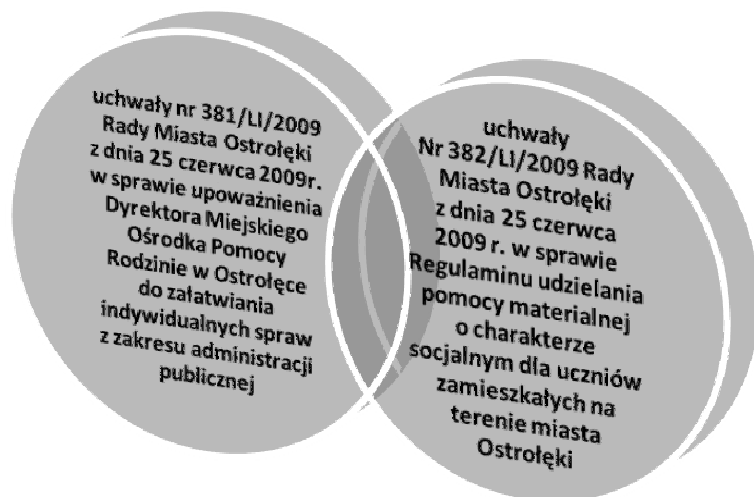 uchwały nr 381/LI/2009
Rady Miasta Ostrołęki
z dnia 25 czerwca 2009r.
w sprawie upoważnienia
Dyrektora Miejskiego
Ośrodka Pomocy
Rodzinie w Ostrołęce
do załatwiania
indywidualnych spraw
z zakresu administracji
publicznej
uchwały
Nr 382/LI/2009 Rady
Miasta Ostrołęki
z dnia 25 czerwca
2009 r. w sprawie
Regulaminu udzielania
pomocy materialnej
o charakterze
socjalnym dla uczniów
zamieszkałych na
terenie miasta
Ostrołęki